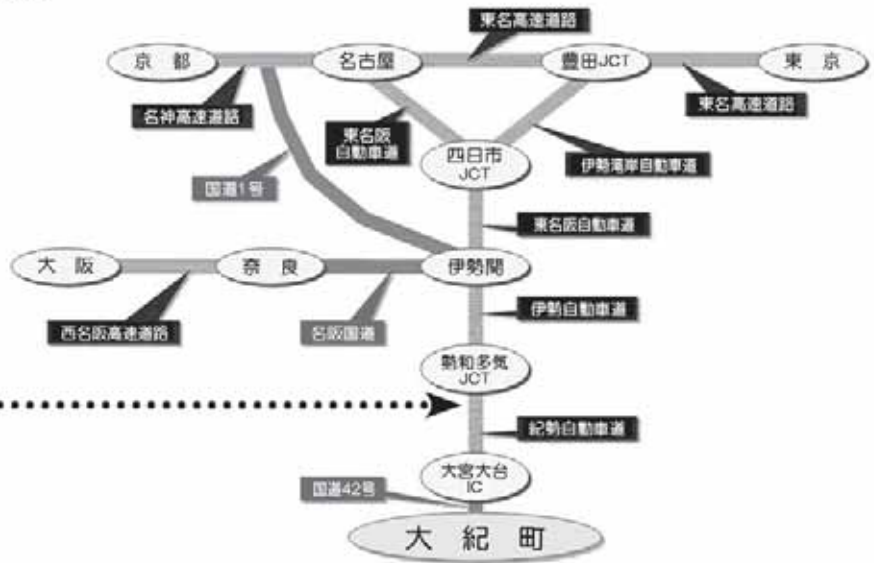 東名高速道路
京都
名古屋
豊田JCT
東京
名神高速道路
東名阪
自動車道
東名高速道路
四日市
JCT
伊勢湾岸自動車道
国道1号
東名阪自動車道
大阪
奈良
伊勢関
西名阪高速道路
名阪国道
伊勢自動車道
勢和多気
JCT
紀勢自動車道
大宮大台
IC
国道42号
大紀町